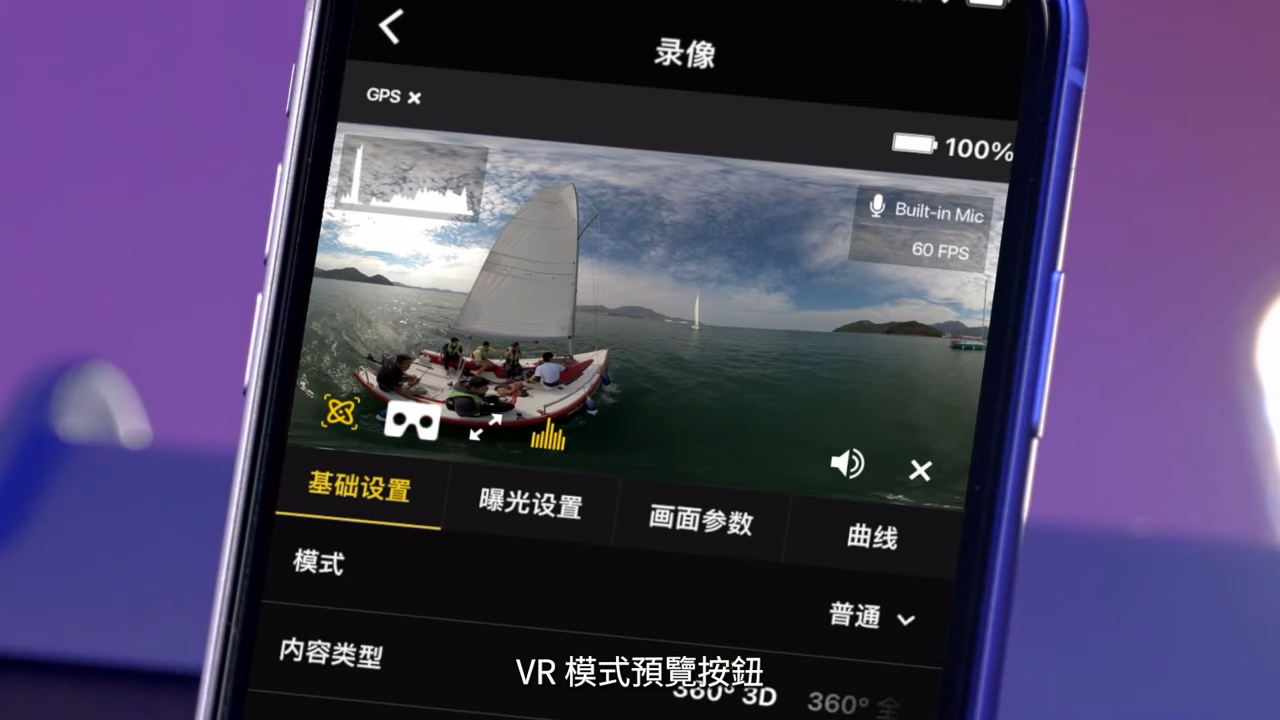 录像
GPS
100%
Built-in Mic
60 FPS
基础设置
曝光设置
画面参数
曲线
模式
普通
内容类型
360° 3D
360° 全
VR 模式預覽按鈕